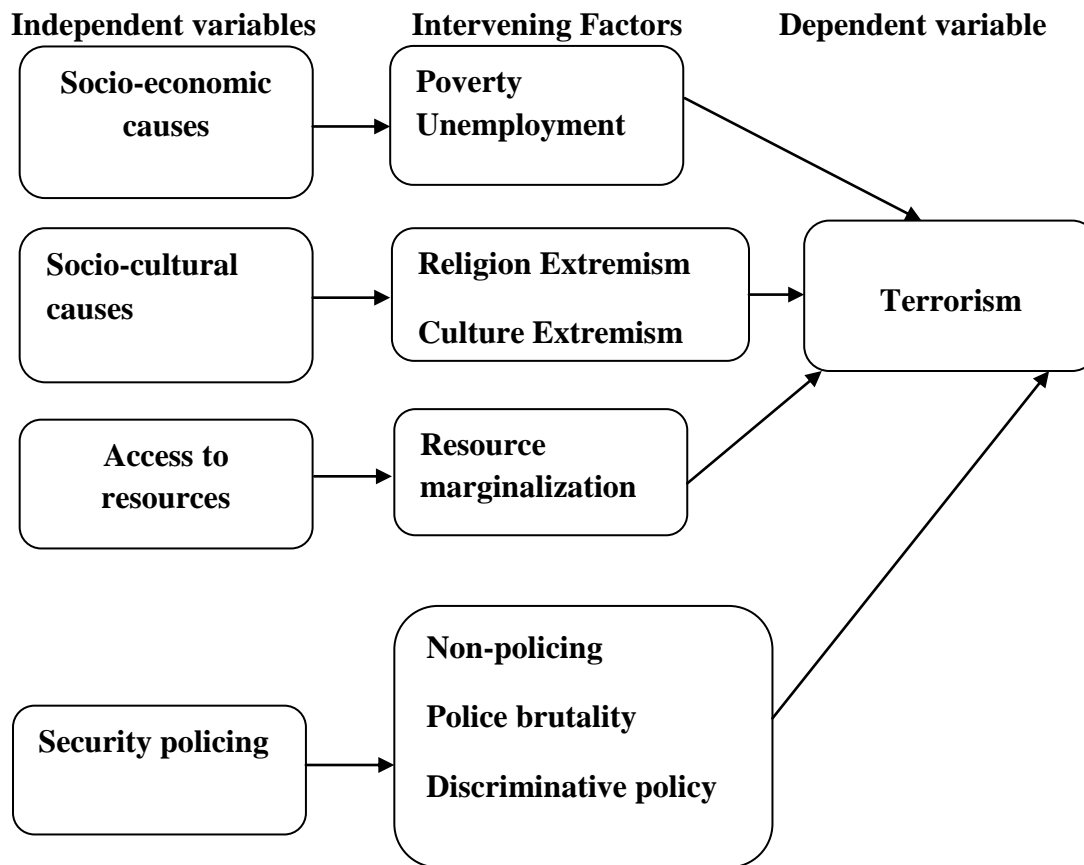 Independent variables
Intervening Factors
Dependent variable
Socio-economic
causes
Poverty
Unemployment
Socio-cultural
causes
Religion Extremism
Culture Extremism
Terrorism
Access to
resources
Resource
marginalization
Security policing
Non-policing
Police brutality
Discriminative policy